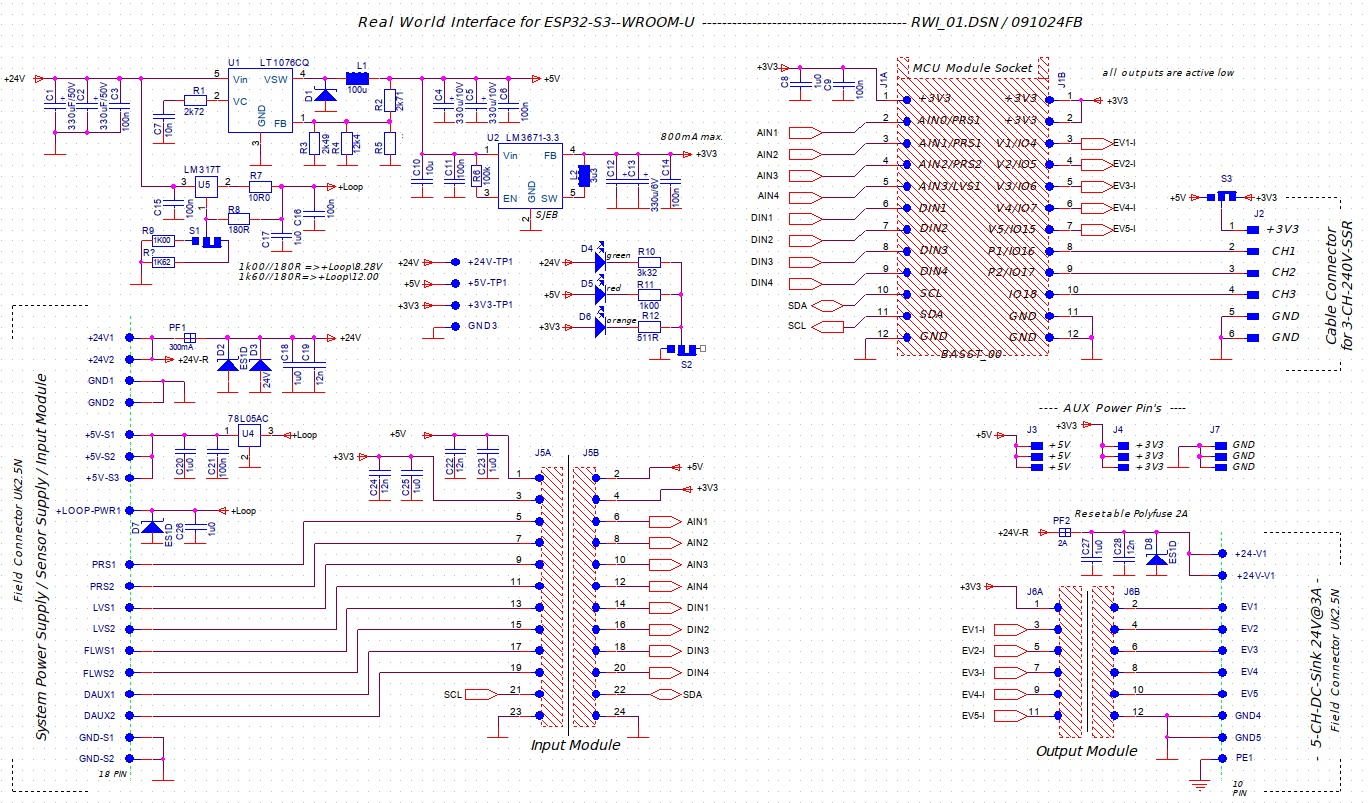 Real World Interface for ESP32-S3--WROOM-U ---------------------------------------- RWI_01.DSN / 091024FB
+24V
C1
330uF/50V
C2
330uF/50V
C3
100n
R1
2k72
C7
10n
U1 LT1076CQ
5 Vin VSW 4
2 VC
GND
FB 1
3
D1
L1
100u
R2
2k71
R3
2k49
R4
12k4
R5
+5V
C4
330u/10V
C5
330u/10V
C6
100n
C10
10u
C11
100n
R6
100k
U2 LM3671-3.3
1 Vin FB 4
EN GND SW 5
2 SJEB
L2
3u3
800mA max.
+3V3
C12
C13
330u/6V
C14
100n
LM317T
3 U5 2
1
R7
10R0
+Loop
C15
100n
R8
180R
C16
100n
C17
1u0
R9
1K00
R?
1K62
S1
1k00//180R =>+Loop\8.28V
1k60//180R=>+Loop\12.00
+24V +24V-TP1
+5V +5V-TP1
+3V3 +3V3-TP1
GND3
+24V D4 green R10
3k32
+5V D5 red R11
1k00
+3V3 D6 orange R12
511R
S2
MCU Module Socket
all outputs are active low
+3V3
C8
1u0
C9
100n
J1A
J1B
1 +3V3 +3V3 1 +3V3
AIN1 2 AIN0/PRS1 +3V3 2
AIN2 3 AIN1/PRS1 V1/IO4 3 EV1-I
AIN3 4 AIN2/PRS2 V2/IO5 4 EV2-I
AIN4 5 AIN3/LVS1 V3/IO6 5 EV3-I
DIN1 6 DIN1 V4/IO7 6 EV4-I
DIN2 7 DIN2 V5/IO15 7 EV5-I
DIN3 8 DIN3 P1/IO16 8
DIN4 9 DIN4 P2/IO17 9
SDA 10 SCL IO18 10
SCL 11 SDA GND 11
12 GND GND 12
BASST_00
S3
+5V +3V3
J2
1 +3V3
2 CH1
3 CH2
4 CH3
5 GND
6 GND
Cable Connector
for 3-CH-240V-SSR
Field Connector UK2.5N
System Power Supply / Sensor Supply / Input Module
+24V1
PF1
300mA
+24V
+24V2 +24V-R
D2
ES1D
D3
24V
C18
1u0
C19
12n
GND1
GND2
+5V-S1
+5V-S2
+5V-S3
C20
1u0
C21
100n
78L05AC
1 U4 3
2
+Loop
+LOOP-PWR1
+Loop
D7
ES1D
C26
1u0
PRS1
PRS2
LVS1
LVS2
FLWS1
FLWS2
DAUX1
DAUX2
GND-S1
GND-S2
18 PIN
+5V
C22
12n
C23
1u0
+3V3
C24
12n
C25
1u0
J5A J5B
1 2 +5V
3 4 +3V3
5 6 AIN1
7 8 AIN2
9 10 AIN3
11 12 AIN4
13 14 DIN1
15 16 DIN2
17 18 DIN3
19 20 DIN4
SCL 21 22 SDA
23 24
Input Module
---- AUX Power Pin's ----
+5V J3
+5V
+5V
+5V
+3V3 J4
+3V3
+3V3
+3V3
J7
GND
GND
GND
Resetable Polyfuse 2A
+24V-R PF2
2A
C27
1u0
C28
12n
D8
ES1D
+24-V1
+24V-V1
+3V3 J6A J6B
1 2 EV1
EV1-I 3 4 EV2
EV2-I 5 6 EV3
EV3-I 7 8 EV4
EV4-I 9 10 EV5
EV5-I 11 12 GND4
GND5
PE1
Output Module
10
PIN
- 5-CH-DC-Sink 24V@3A -
Field Connector UK2.5N